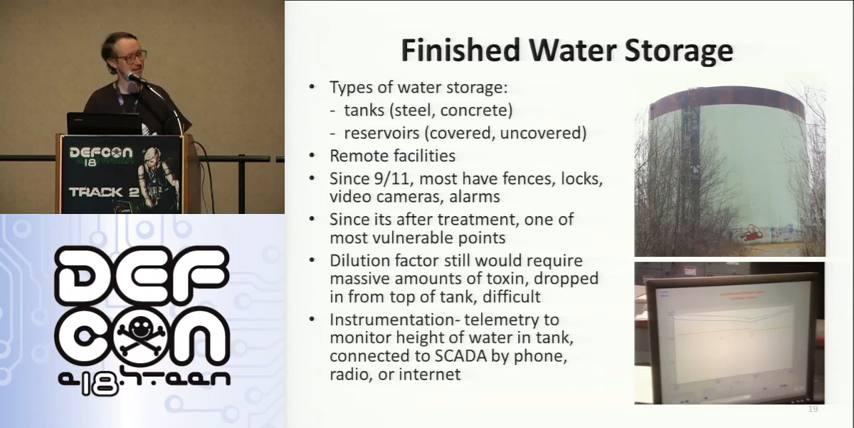 DEFCON
18
TRACK 2
DEF
CON
Finished Water Storage
• Types of water storage:
- tanks (steel, concrete)
- reservoirs (covered, uncovered)
• Remote facilities
• Since 9/11, most have fences, locks,
video cameras, alarms
• Since its after treatment, one of
most vulnerable points
• Dilution factor still would require
massive amounts of toxin, dropped
in from top of tank, difficult
• Instrumentation- telemetry to
monitor height of water in tank,
connected to SCADA by phone,
radio, or internet
19